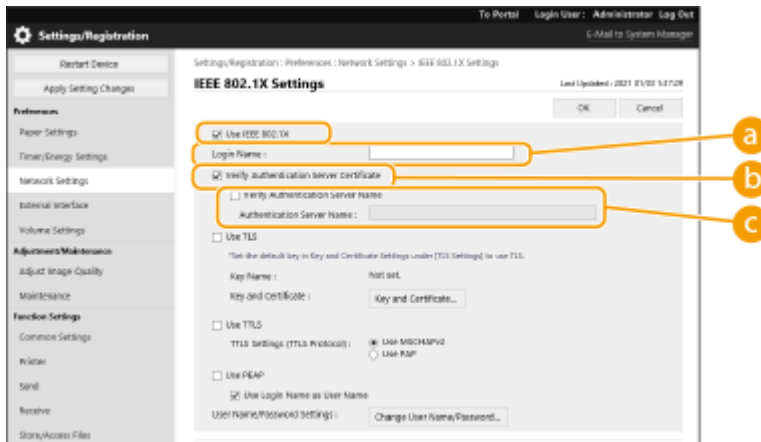 To Portal Login User : Administrator Log Out
Settings/Registration
E-Mail to System Manager
Restart Device
Apply Setting Changes
Preferences
Paper Settings
Timer/Energy Settings
Network Settings
External Interface
Volume Settings
Adjustment/Maintenance
Adjust Image Quality
Maintenance
Function Settings
Common Settings
Printer
Send
Receive
Store/Access Files
Settings/Registration : Preferences : Network Settings > IEEE 802.1X Settings
IEEE 802.1X Settings
Last Updated : 2021
OK Cancel
Use IEEE 802.1X
Login Name :
Verify Authentication Server Certificate
Verify Authentication Server Name
Authentication Server Name :
Use TLS
*Set the default key in Key and Certificate Settings under [TLS Settings] to use TLS.
Key Name : Not set.
Key and Certificate : Key and Certificate...
Use TTLS
TTLS Settings (TTLS Protocol) : Use MSCHAPv2
Use PAP
Use PEAP
Use Login Name as User Name
User Name/Password Settings : Change User Name/Password...
a
b
c